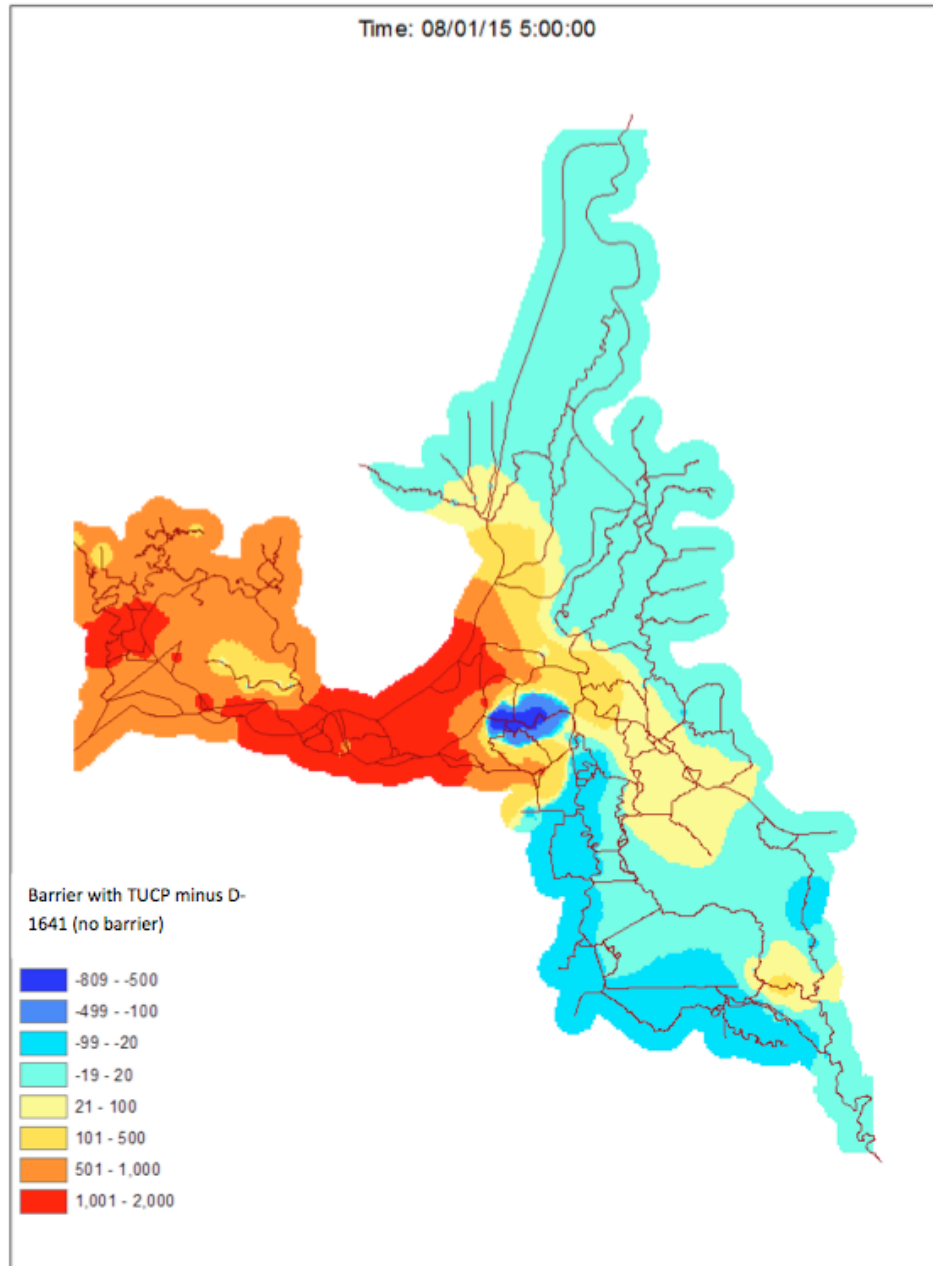 Time: 08/01/15 5:00:00
Barrier with TUCP minus D-
1641 (no barrier)
-809 - -500
-499 - -100
-99 - -20
-19 - 20
21 - 100
101 - 500
501 - 1,000
1,001 - 2,000